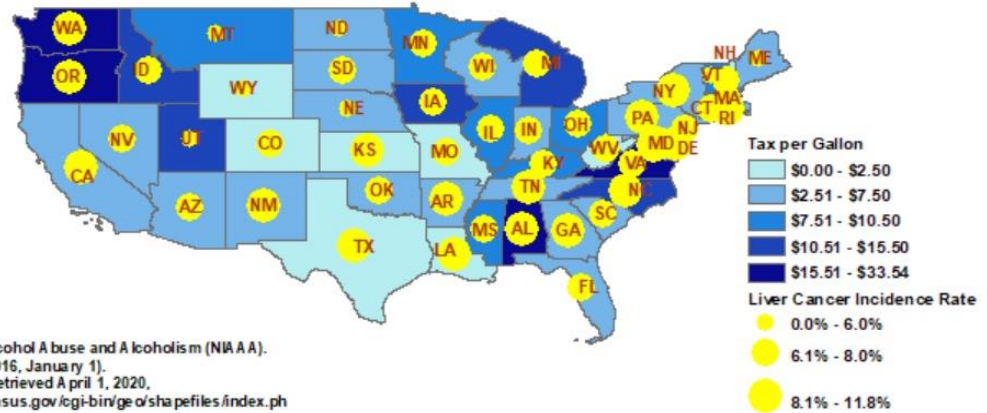 WA
MT
ND
MN
OR
ID
SD
WI
MI
NH
VT
ME
WY
NE
IA
NY
MA
CT
RI
PA
NV
UT
CO
KS
MO
IL
IN
OH
WV
MD
NJ
DE
VA
KY
CA
AZ
NM
OK
AR
TN
NC
SC
TX
LA
MS
AL
GA
FL
Tax per Gallon
$0.00 - $2.50
$2.51 - $7.50
$7.51 - $10.50
$10.51 - $15.50
$15.51 - $33.54
Liver Cancer Incidence Rate
0.0% - 6.0%
6.1% - 8.0%
8.1% - 11.8%
cohol Abuse and Alcoholism (NIAAA).
16, January 1).
etrieved April 1, 2020,
sus.gov/cgi-bin/geo/shapefiles/index.ph